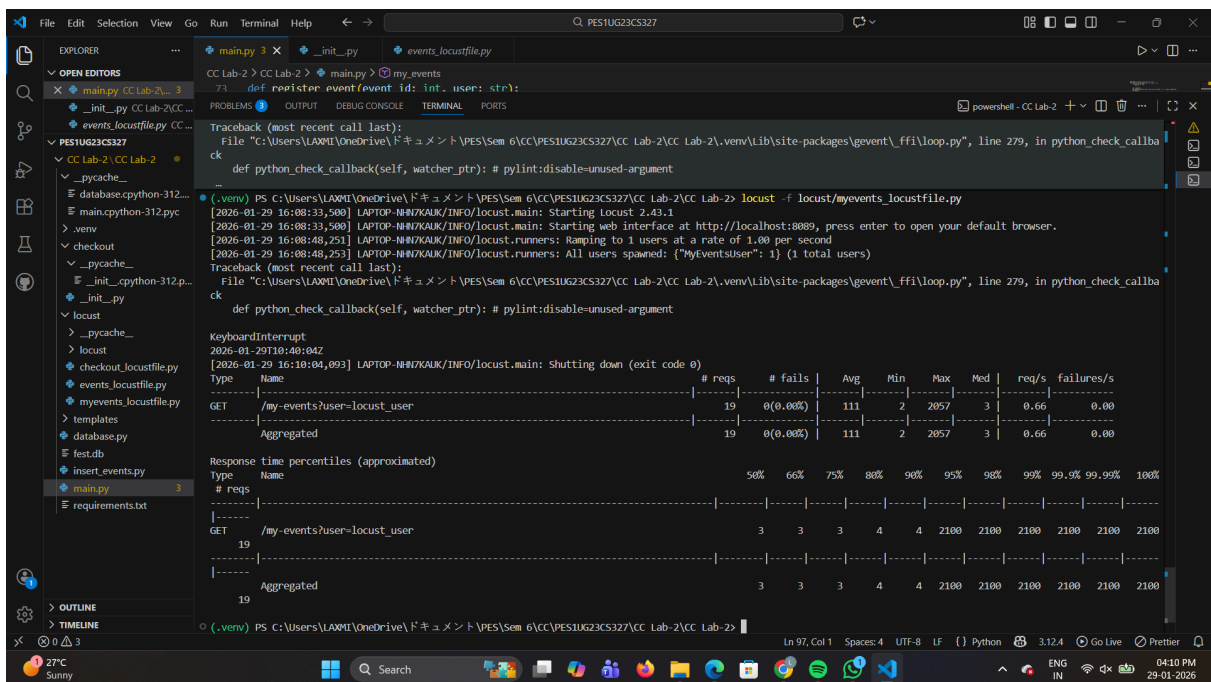 File Edit Selection View Go Run Terminal Help
PES1UG23CS327
EXPLORER
main.py 3
__init__.py
events_locustfile.py
OPEN EDITORS
main.py CC Lab-2\... 3
__init__.py CC Lab-2\CC ...
events_locustfile.py CC ...
PES1UG23CS327
CC Lab-2 \ CC Lab-2
__pycache__
database.cpython-312....
main.cpython-312.pyc
.venv
checkout
__pycache__
__init__.cpython-312.p...
__init__.py
locust
__pycache__
locust
checkout_locustfile.py
events_locustfile.py
myevents_locustfile.py
templates
database.py
fest.db
insert_events.py
main.py 3
requirements.txt
OUTLINE
TIMELINE
CC Lab-2 > CC Lab-2 > main.py > my_events
73 def register_event(event_id: int, user: str):
PROBLEMS 3 OUTPUT DEBUG CONSOLE TERMINAL PORTS
powershell - CC Lab-2
Traceback (most recent call last):
File "C:\Users\LAXMI\OneDrive\ドキュメント\PES\Sem 6\CC\PES1UG23CS327\CC Lab-2\CC Lab-2\.venv\Lib\site-packages\gevent\_ffi\loop.py", line 279, in python_check_callba
ck
def python_check_callback(self, watcher_ptr): # pylint:disable=unused-argument
...
(.venv) PS C:\Users\LAXMI\OneDrive\ドキュメント\PES\Sem 6\CC\PES1UG23CS327\CC Lab-2\CC Lab-2> locust -f locust/myevents_locustfile.py
[2026-01-29 16:08:33,500] LAPTOP-NHN7KAUK/INFO/locust.main: Starting Locust 2.43.1
[2026-01-29 16:08:33,500] LAPTOP-NHN7KAUK/INFO/locust.main: Starting web interface at http://localhost:8089, press enter to open your default browser.
[2026-01-29 16:08:48,251] LAPTOP-NHN7KAUK/INFO/locust.runners: Ramping to 1 users at a rate of 1.00 per second
[2026-01-29 16:08:48,253] LAPTOP-NHN7KAUK/INFO/locust.runners: All users spawned: {"MyEventsUser": 1} (1 total users)
Traceback (most recent call last):
File "C:\Users\LAXMI\OneDrive\ドキュメント\PES\Sem 6\CC\PES1UG23CS327\CC Lab-2\CC Lab-2\.venv\Lib\site-packages\gevent\_ffi\loop.py", line 279, in python_check_callba
ck
def python_check_callback(self, watcher_ptr): # pylint:disable=unused-argument
KeyboardInterrupt
2026-01-29T10:40:04Z
[2026-01-29 16:10:04,093] LAPTOP-NHN7KAUK/INFO/locust.main: Shutting down (exit code 0)
Type Name # reqs # fails | Avg Min Max Med | req/s failures/s
--------|----------|-------|-------------|-------|-------|-------|-------|--------|-----------
GET /my-events?user=locust_user 19 0(0.00%) | 111 2 2057 3 | 0.66 0.00
--------|----------|-------|-------------|-------|-------|-------|-------|--------|-----------
Aggregated 19 0(0.00%) | 111 2 2057 3 | 0.66 0.00
Response time percentiles (approximated)
Type Name 50% 66% 75% 80% 90% 95% 98% 99% 99.9% 99.99% 100%
# reqs
--------|----------|--------|------|------|------|------|------|------|------|------|------|------
|------
GET /my-events?user=locust_user 3 3 3 4 4 2100 2100 2100 2100 2100 2100
19
--------|----------|--------|------|------|------|------|------|------|------|------|------|------
|------
Aggregated 3 3 3 4 4 2100 2100 2100 2100 2100 2100
19
(.venv) PS C:\Users\LAXMI\OneDrive\ドキュメント\PES\Sem 6\CC\PES1UG23CS327\CC Lab-2\CC Lab-2>
0 3 Ln 97, Col 1 Spaces: 4 UTF-8 LF {} Python 3.12.4 Go Live Prettier
1 27°C
Sunny
Search
ENG
IN
04:10 PM
29-01-2026